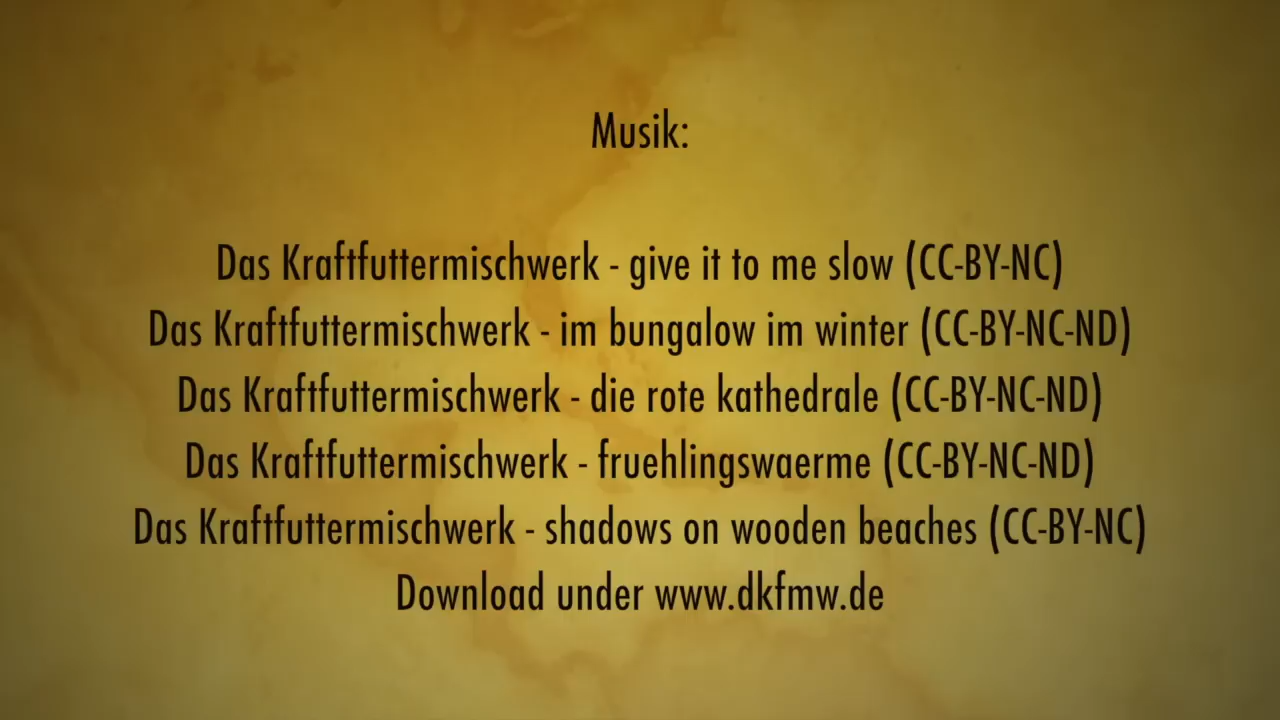 Musik:
Das Kraftfuttermischwerk - give it to me slow (CC-BY-NC)
Das Kraftfuttermischwerk - im bungalow im winter (CC-BY-NC-ND)
Das Kraftfuttermischwerk - die rote kathedrale (CC-BY-NC-ND)
Das Kraftfuttermischwerk - fruehlingswaerme (CC-BY-NC-ND)
Das Kraftfuttermischwerk - shadows on wooden beaches (CC-BY-NC)
Download under www.dkfmw.de